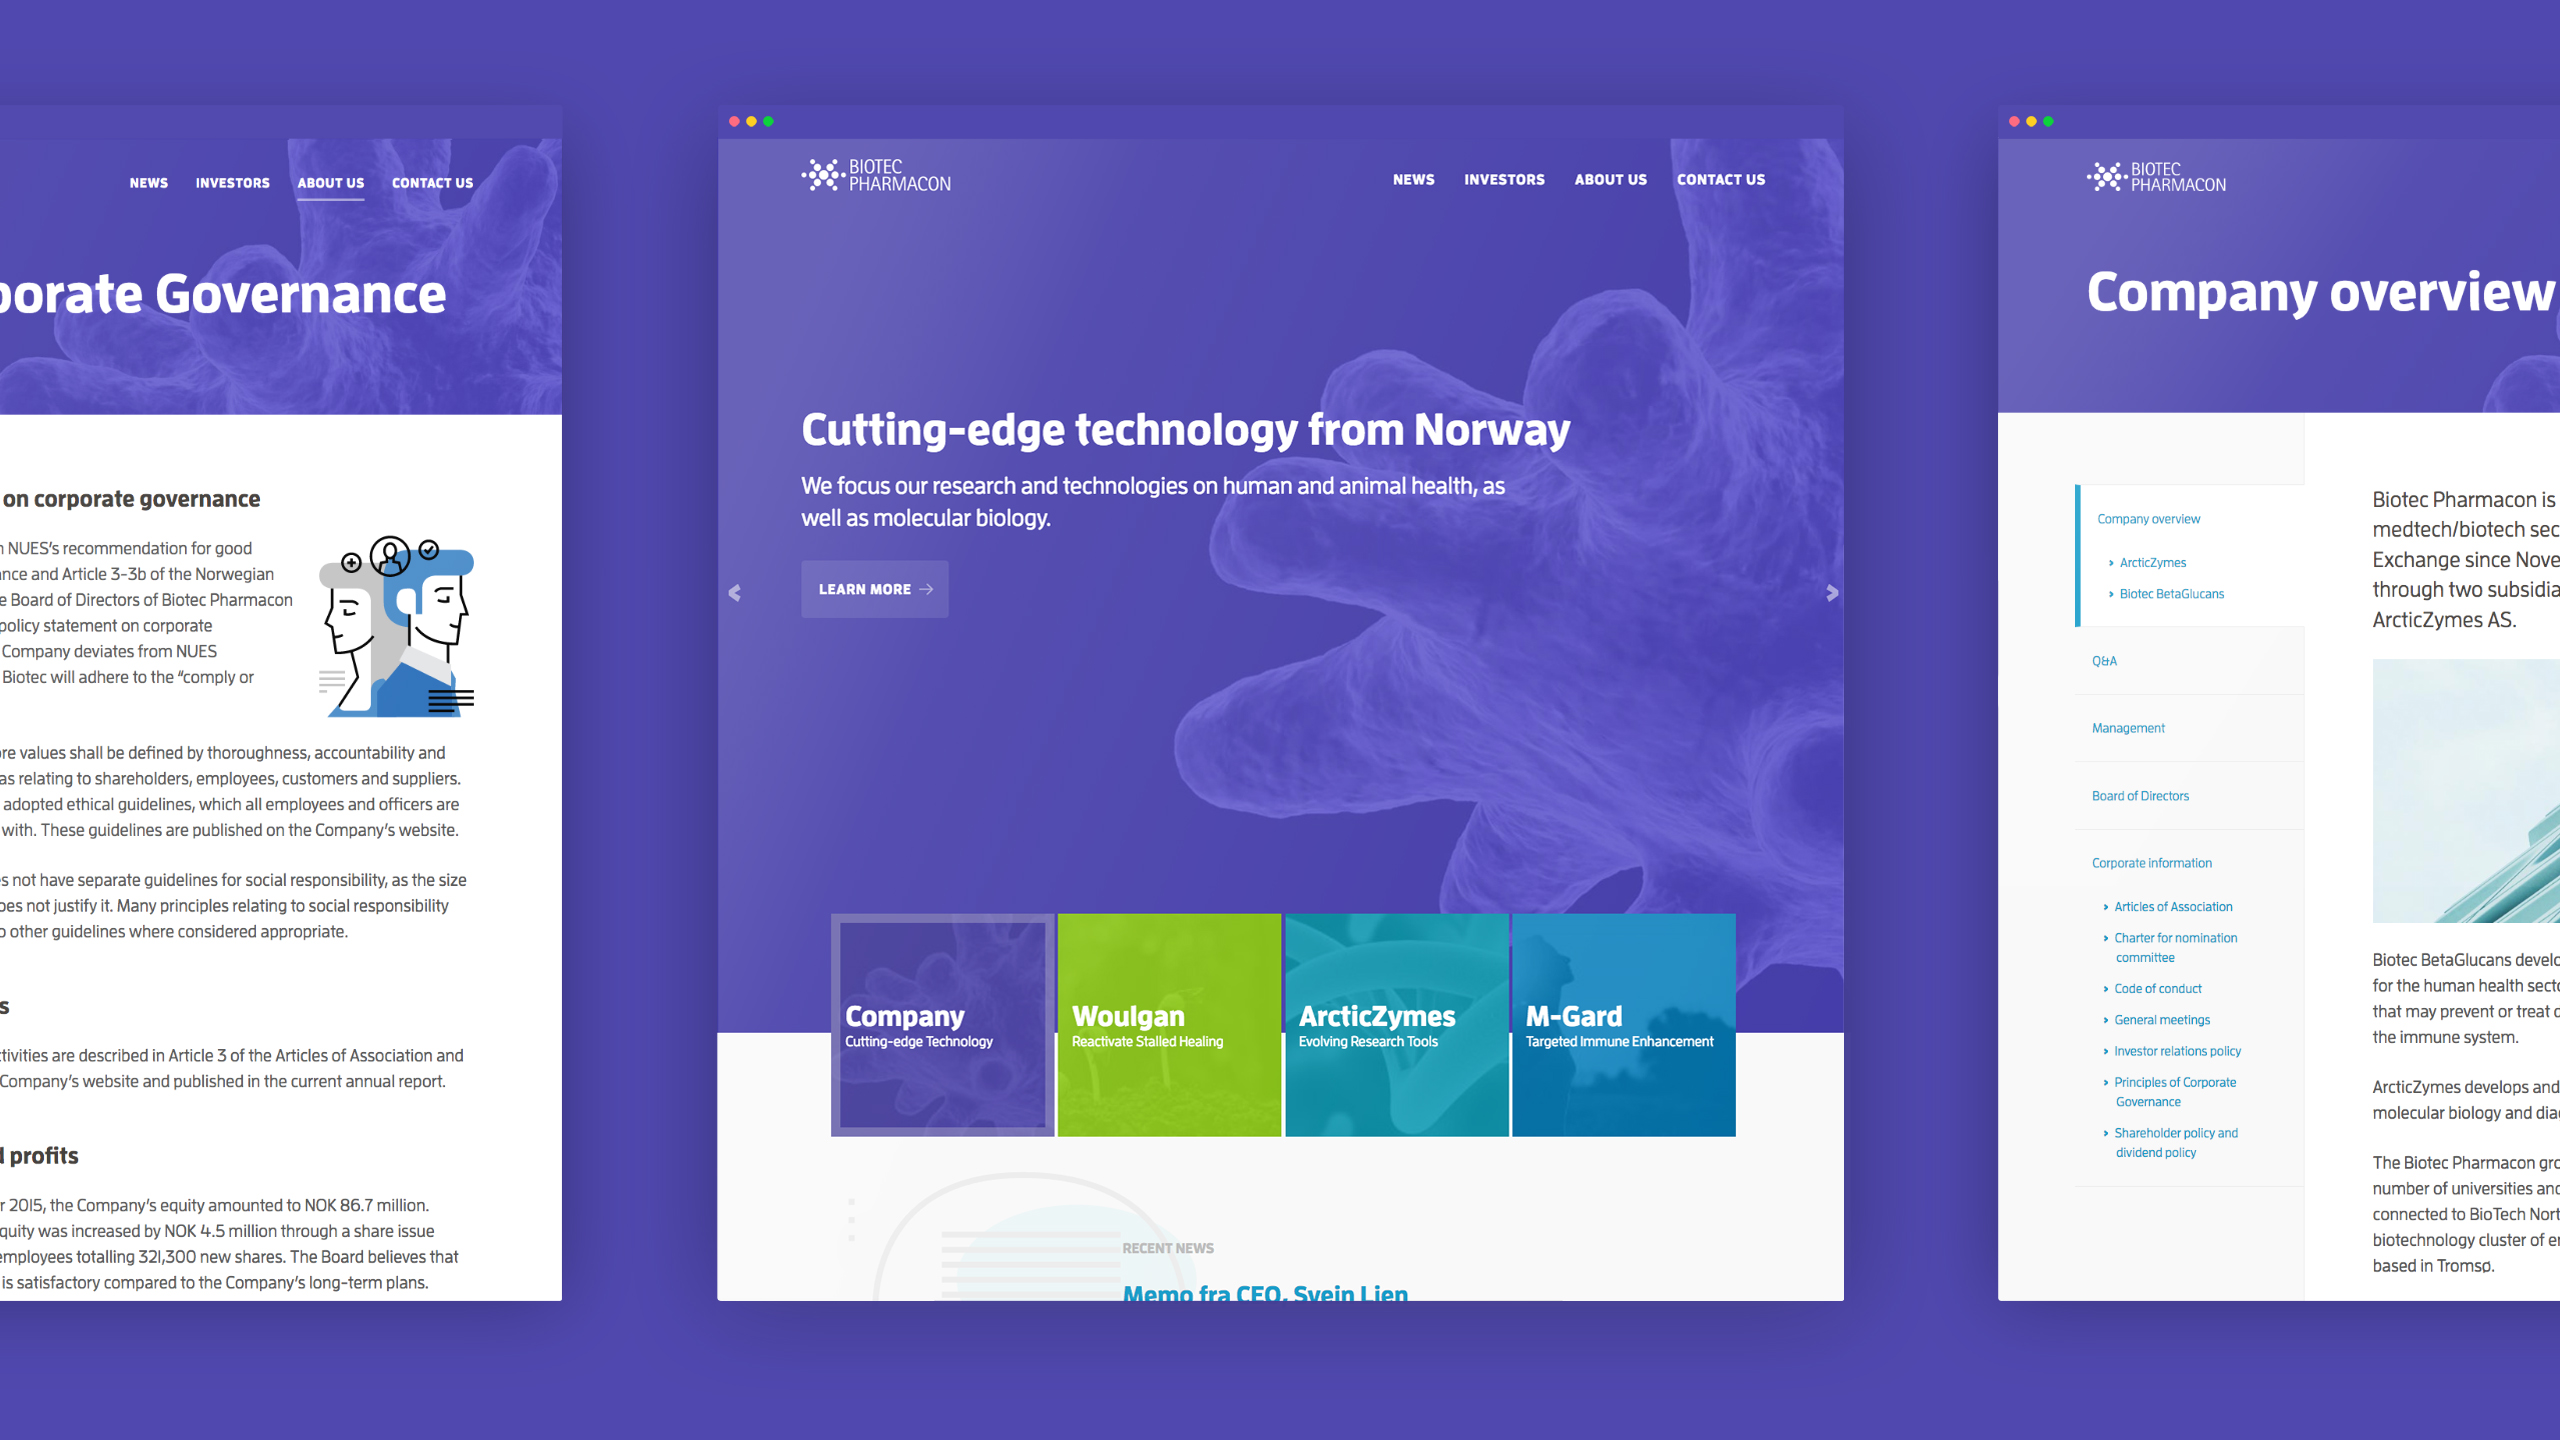 NEWS INVESTORS ABOUT US CONTACT US
porate Governance
on corporate governance
NUES's recommendation for good
and Article 3-3b of the Norwegian
Board of Directors of Biotec Pharmacon
policy statement on corporate
Company deviates from NUES
Biotec will adhere to the "comply or
values shall be defined by thoroughness, accountability and
as relating to shareholders, employees, customers and suppliers.
adopted ethical guidelines, which all employees and officers are
with. These guidelines are published on the Company's website.
not have separate guidelines for social responsibility, as the size
oes not justify it. Many principles relating to social responsibility
other guidelines where considered appropriate.
s
tivities are described in Article 3 of the Articles of Association and
Company's website and published in the current annual report.
profits
2015, the Company's equity amounted to NOK 86.7 million.
quity was increased by NOK 4.5 million through a share issue
employees totalling 321,300 new shares. The Board believes that
is satisfactory compared to the Company's long-term plans.
BIOTEC
PHARMACON
NEWS INVESTORS ABOUT US CONTACT US
Cutting-edge technology from Norway
We focus our research and technologies on human and animal health, as
well as molecular biology.
LEARN MORE →
Company
Cutting-edge Technology
Woulgan
Reactivate Stalled Healing
ArcticZymes
Evolving Research Tools
M-Gard
Targeted Immune Enhancement
RECENT NEWS
Memo fra CEO, Svein Lien
BIOTEC
PHARMACON
Company overview
Company overview
ArcticZymes
Biotec BetaGlucans
Q&A
Management
Board of Directors
Corporate information
Articles of Association
Charter for nomination
committee
Code of conduct
General meetings
Investor relations policy
Principles of Corporate
Governance
Shareholder policy and
dividend policy
Biotec Pharmacon is
medtech/biotech sec
Exchange since Nove
through two subsidia
ArcticZymes AS.
Biotec BetaGlucans develo
for the human health secto
that may prevent or treat
the immune system.
ArcticZymes develops and
molecular biology and dia
The Biotec Pharmacon gro
number of universities and
connected to BioTech Nort
biotechnology cluster of e
based in Tromsø.